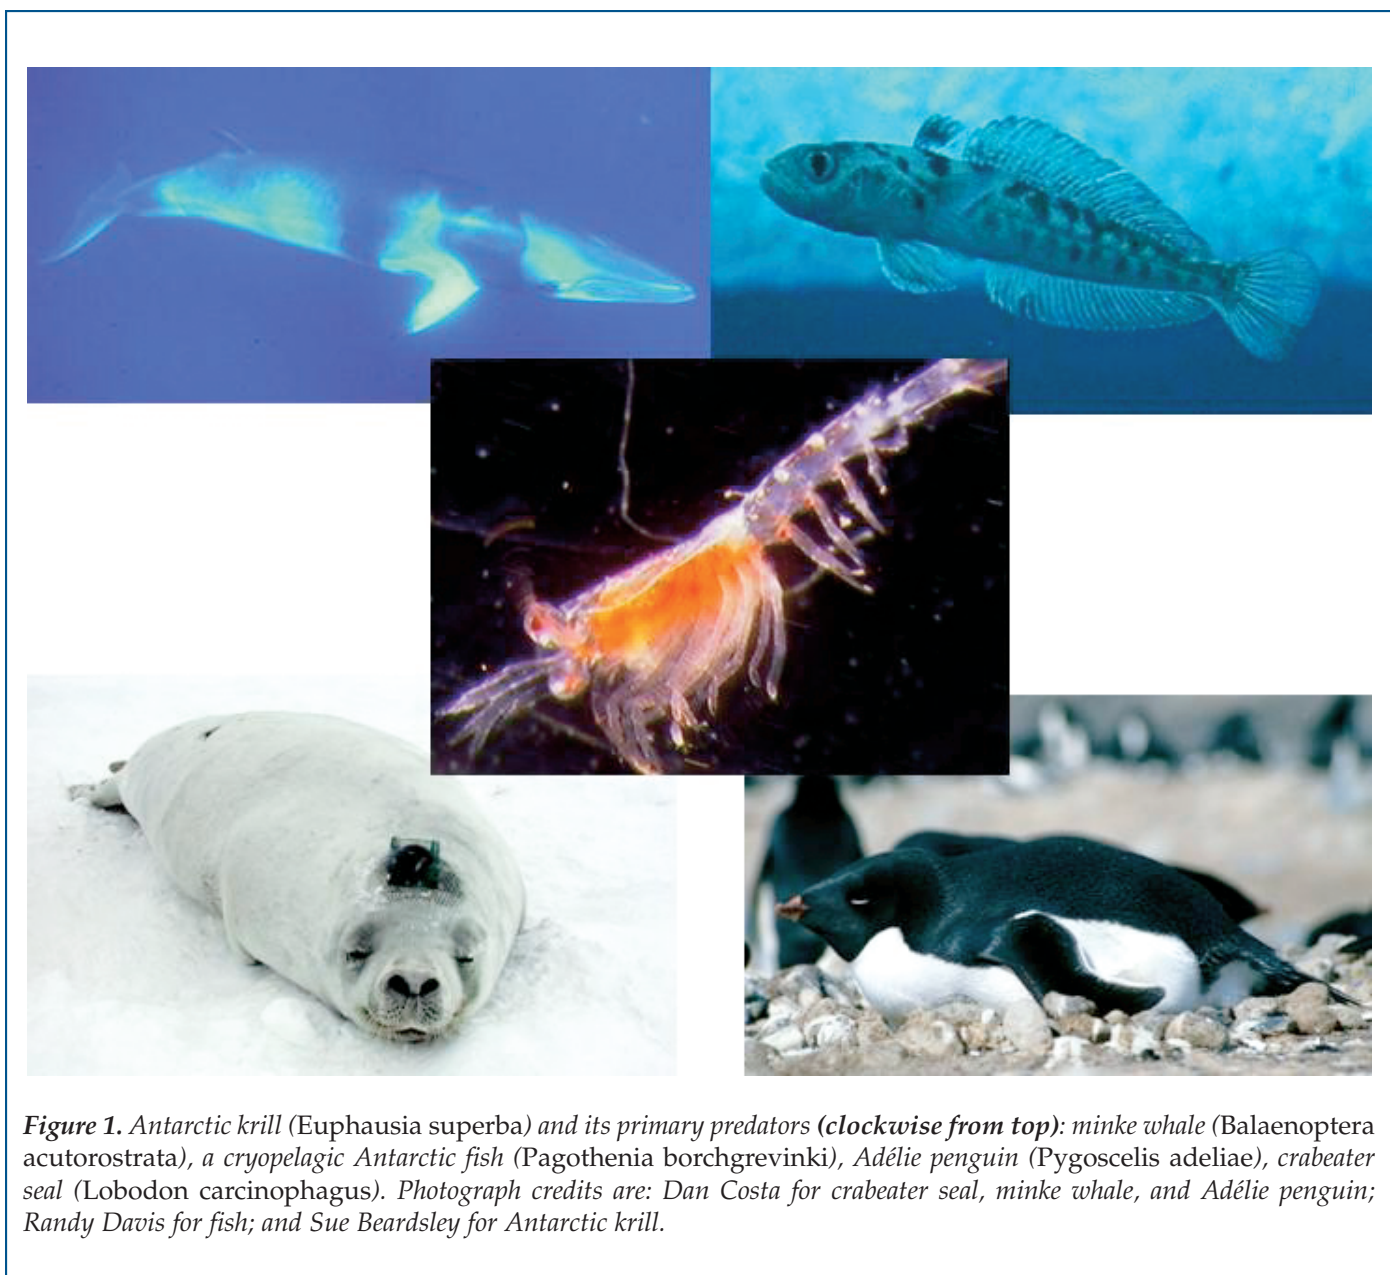 Figure 1. Antarctic krill (Euphausia superba) and its primary predators (clockwise from top): minke whale (Balaenoptera
acutorostrata), a cryopelagic Antarctic fish (Pagothenia borchgrevinki), Adélie penguin (Pygoscelis adeliae), crabeater
seal (Lobodon carcinophagus). Photograph credits are: Dan Costa for crabeater seal, minke whale, and Adélie penguin;
Randy Davis for fish; and Sue Beardsley for Antarctic krill.